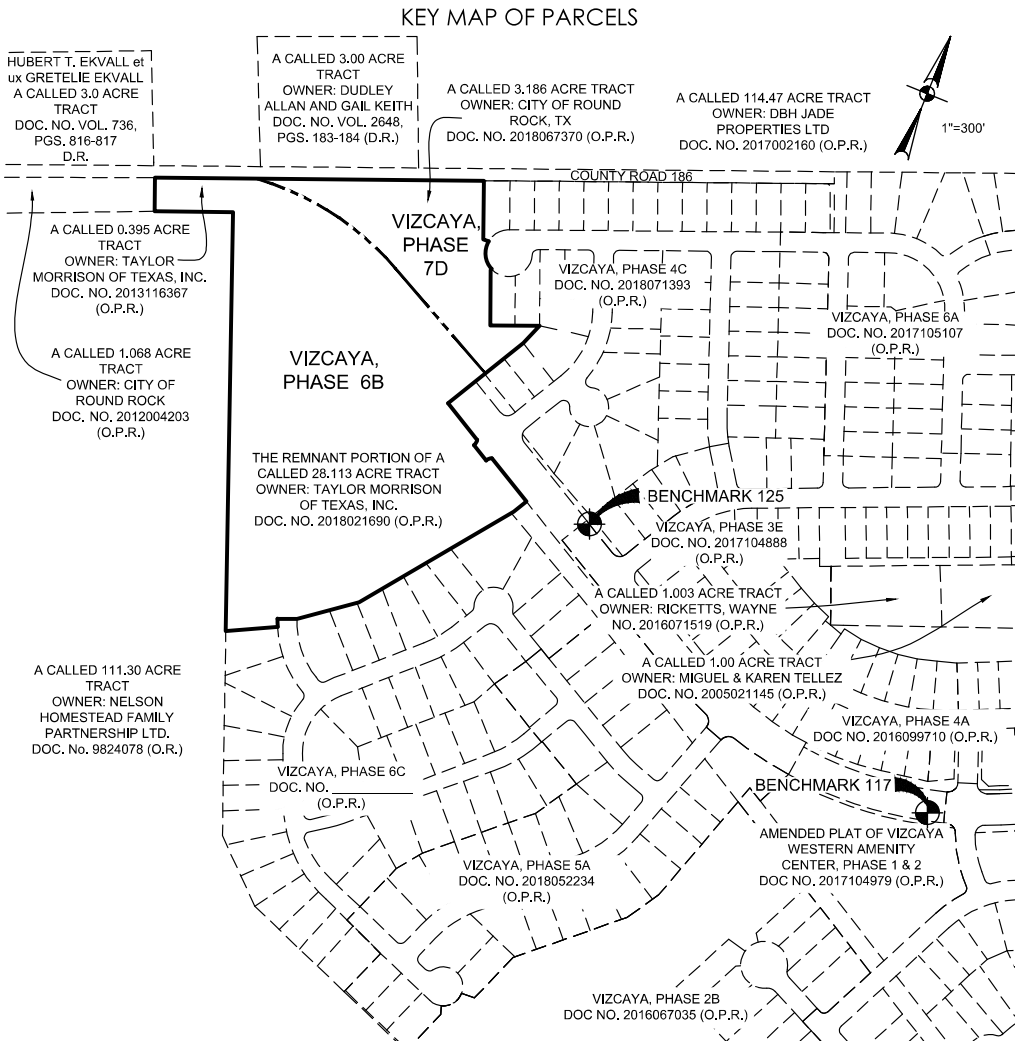 KEY MAP OF PARCELS
HUBERT T. EKVALL et
ux GRETELIE EKVALL
A CALLED 3.0 ACRE
TRACT
DOC. NO. VOL. 736,
PGS. 816-817
D.R.
A CALLED 3.00 ACRE
TRACT
OWNER: DUDLEY
ALLAN AND GAIL KEITH
DOC. NO. VOL. 2648,
PGS. 183-184 (D.R.)
A CALLED 3.186 ACRE TRACT
OWNER: CITY OF ROUND
ROCK, TX
DOC. NO. 2018067370 (O.P.R.)
A CALLED 114.47 ACRE TRACT
OWNER: DBH JADE
PROPERTIES LTD
DOC. NO. 2017002160 (O.P.R.)
1"=300'
COUNTY ROAD 186
A CALLED 0.395 ACRE
TRACT
OWNER: TAYLOR
MORRISON OF TEXAS, INC.
DOC. NO. 2013116367
(O.P.R.)
VIZCAYA,
PHASE
7D
VIZCAYA, PHASE 4C
DOC. NO. 2018071393
(O.P.R.)
VIZCAYA, PHASE 6A
DOC. NO. 2017105107
(O.P.R.)
A CALLED 1.068 ACRE
TRACT
OWNER: CITY OF
ROUND ROCK
DOC. NO. 2012004203
(O.P.R.)
VIZCAYA,
PHASE 6B
THE REMNANT PORTION OF A
CALLED 28.113 ACRE TRACT
OWNER: TAYLOR MORRISON
OF TEXAS, INC.
DOC. NO. 2018021690 (O.P.R.)
BENCHMARK 125
VIZCAYA, PHASE 3E
DOC. NO. 2017104888
(O.P.R.)
A CALLED 1.003 ACRE TRACT
OWNER: RICKETTS, WAYNE
NO. 2016071519 (O.P.R.)
A CALLED 1.00 ACRE TRACT
OWNER: MIGUEL & KAREN TELLEZ
DOC. NO. 2005021145 (O.P.R.)
A CALLED 111.30 ACRE
TRACT
OWNER: NELSON
HOMESTEAD FAMILY
PARTNERSHIP LTD.
DOC. No. 9824078 (O.R.)
VIZCAYA, PHASE 4A
DOC NO. 2016099710 (O.P.R.)
VIZCAYA, PHASE 6C
DOC. NO. ____________
(O.P.R.)
BENCHMARK 117
AMENDED PLAT OF VIZCAYA
WESTERN AMENITY
CENTER, PHASE 1 & 2
DOC NO. 2017104979 (O.P.R.)
VIZCAYA, PHASE 5A
DOC. NO. 2018052234
(O.P.R.)
VIZCAYA, PHASE 2B
DOC NO. 2016067035 (O.P.R.)